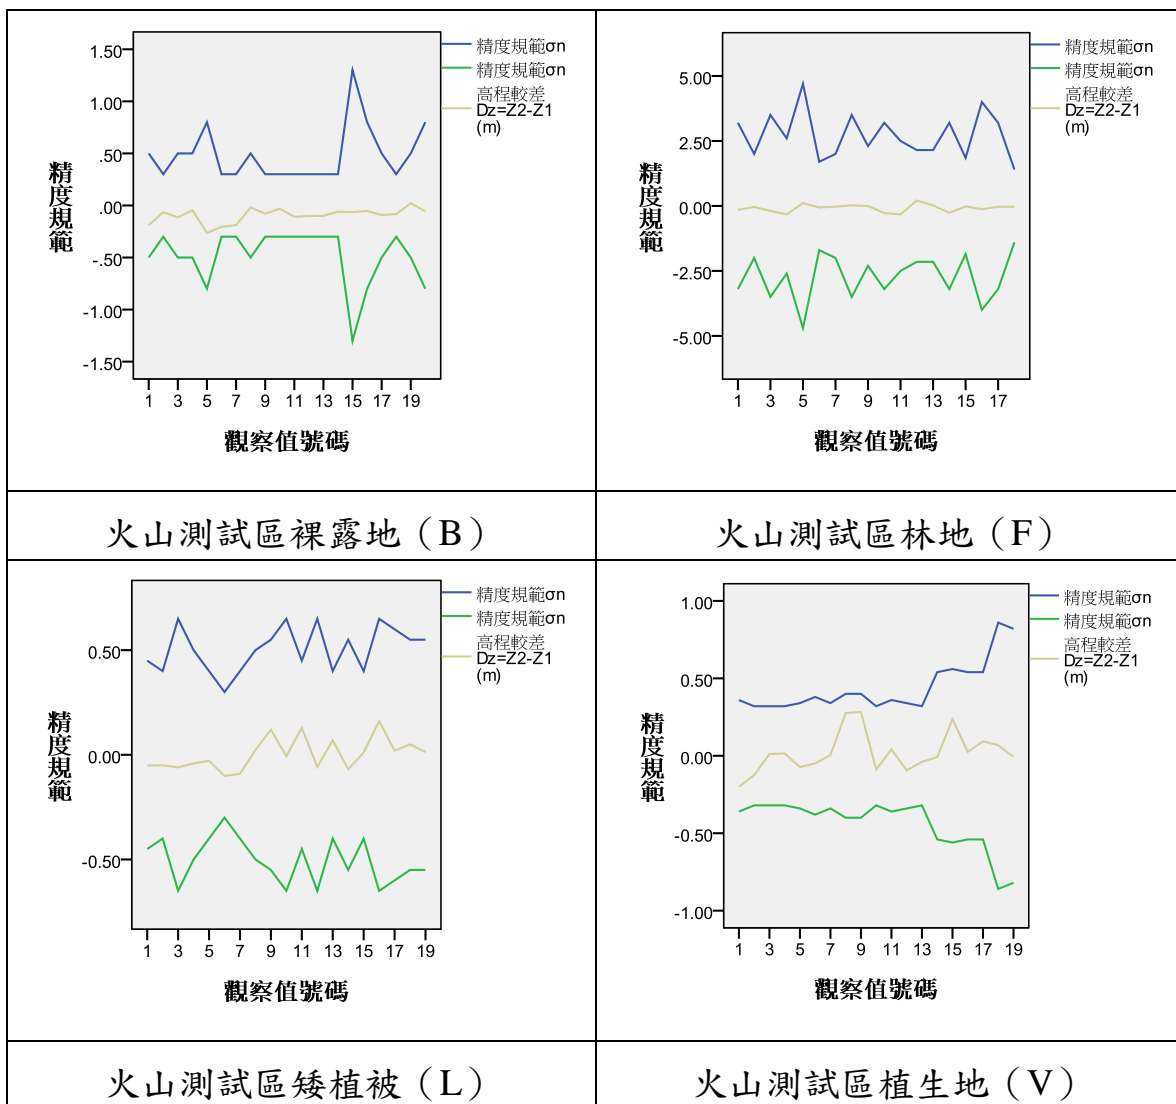 1.50
1.00
.50
.00
-.50
-1.00
-1.50
精度規範
1 3 5 7 9 11 13 15 17 19
觀察值號碼
精度規範σn
精度規範σn
高程較差
Dz=Z2-Z1
(m)
5.00
2.50
0.00
-2.50
-5.00
精度規範
1 3 5 7 9 11 13 15 17
觀察值號碼
精度規範σn
精度規範σn
高程較差
Dz=Z2-Z1
(m)
火山測試區裸露地（B）
火山測試區林地（F）
0.50
0.00
-0.50
精度規範
1 3 5 7 9 11 13 15 17 19
觀察值號碼
精度規範σn
精度規範σn
高程較差
Dz=Z2-Z1
(m)
1.00
0.50
0.00
-0.50
-1.00
精度規範
1 3 5 7 9 11 13 15 17 19
觀察值號碼
精度規範σn
精度規範σn
高程較差
Dz=Z2-Z1
(m)
火山測試區矮植被（L）
火山測試區植生地（V）